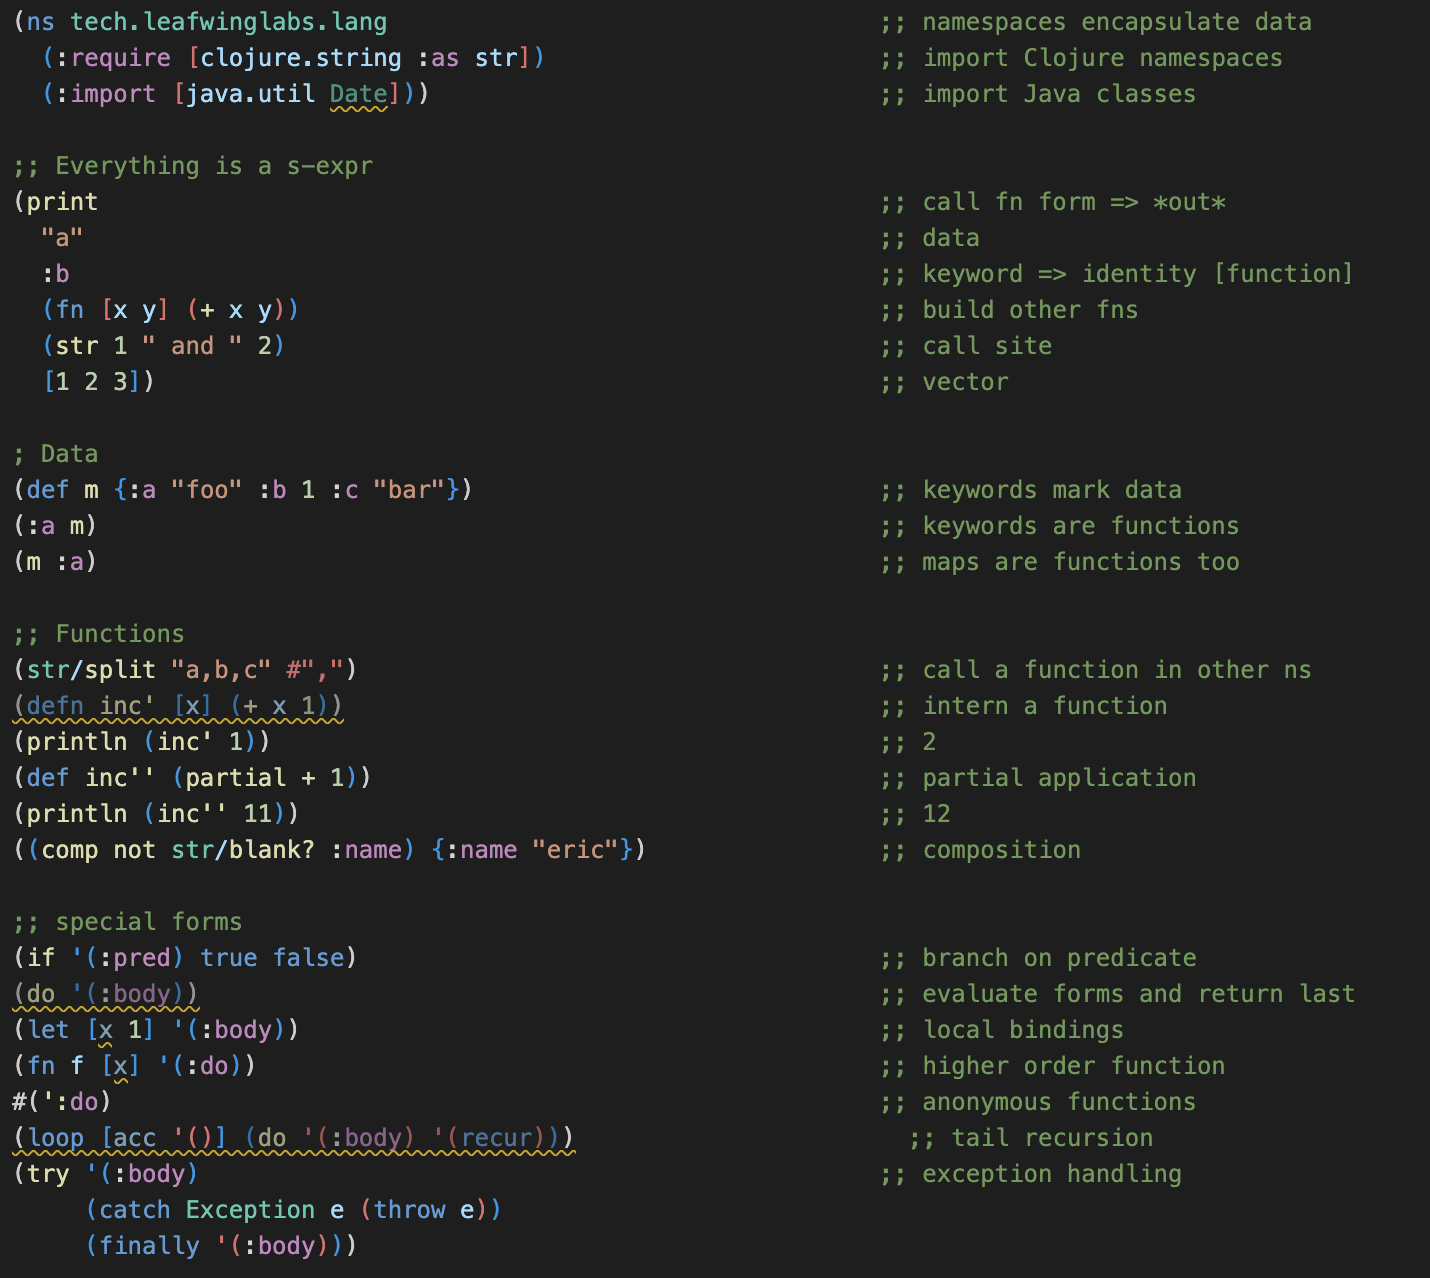 (ns tech.leafwinglabs.lang ;; namespaces encapsulate data
(:require [clojure.string :as str]) ;; import Clojure namespaces
(:import [java.util Date])) ;; import Java classes
;; Everything is a s-expr
(print ;; call fn form => *out*
"a" ;; data
:b ;; keyword => identity [function]
(fn [x y] (+ x y)) ;; build other fns
(str 1 " and " 2) ;; call site
[1 2 3]) ;; vector
; Data
(def m {:a "foo" :b 1 :c "bar"}) ;; keywords mark data
(:a m) ;; keywords are functions
(m :a) ;; maps are functions too
;; Functions
(str/split "a,b,c" #",") ;; call a function in other ns
(defn inc' [x] (+ x 1)) ;; intern a function
(println (inc' 1)) ;; 2
(def inc'' (partial + 1)) ;; partial application
(println (inc'' 11)) ;; 12
((comp not str/blank? :name) {:name "eric"}) ;; composition
;; special forms
(if '(:pred) true false) ;; branch on predicate
(do '(:body)) ;; evaluate forms and return last
(let [x 1] '(:body)) ;; local bindings
(fn f [x] '(:do)) ;; higher order function
#(':do) ;; anonymous functions
(loop [acc '()] (do '(:body) '(recur))) ;; tail recursion
(try '(:body) ;; exception handling
(catch Exception e (throw e))
(finally '(:body)))